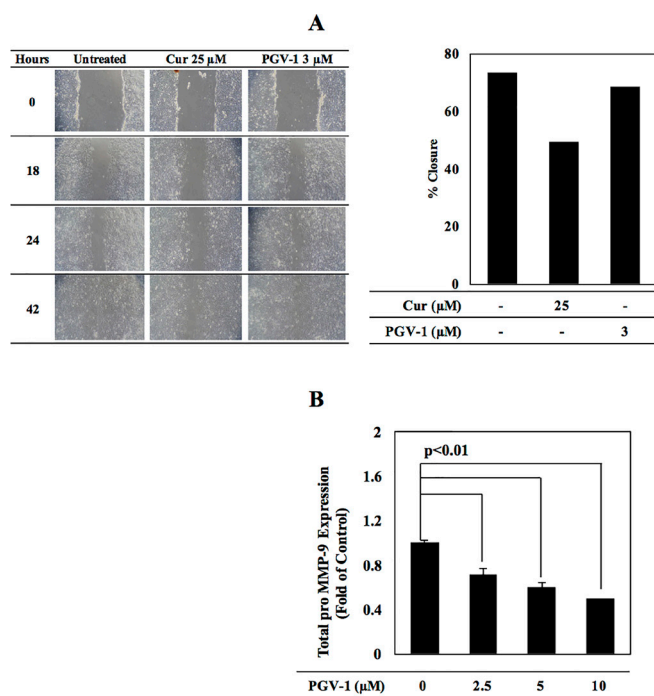 A
Hours Untreated Cur 25 µM PGV-1 3 µM
0
18
24
42
80
60
40
20
0
% Closure
Cur (µM) - 25 -
PGV-1 (µM) - - 3
B
2
1.6
1.2
0.8
0.4
0
Total pro MMP-9 Expression
(Fold of Control)
p<0.01
PGV-1 (µM) 0 2.5 5 10